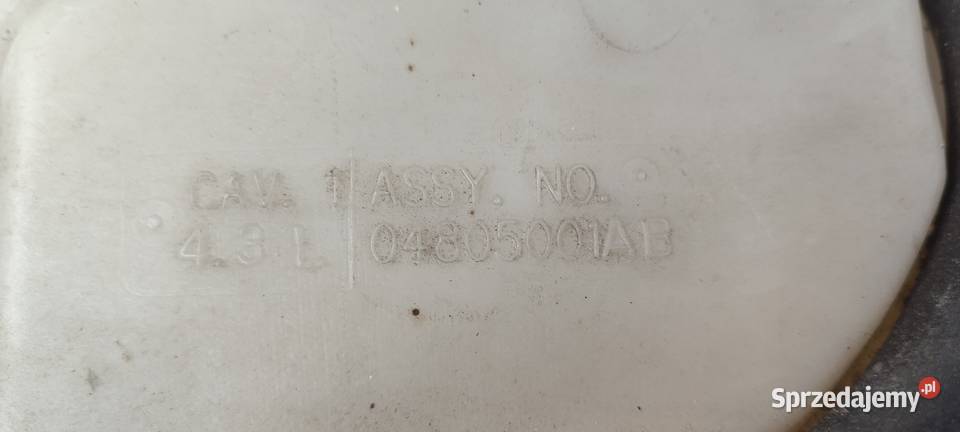 CAV. 1 ASSY. NO.
4.3 L 04805001AB
Sprzedajemy.pl